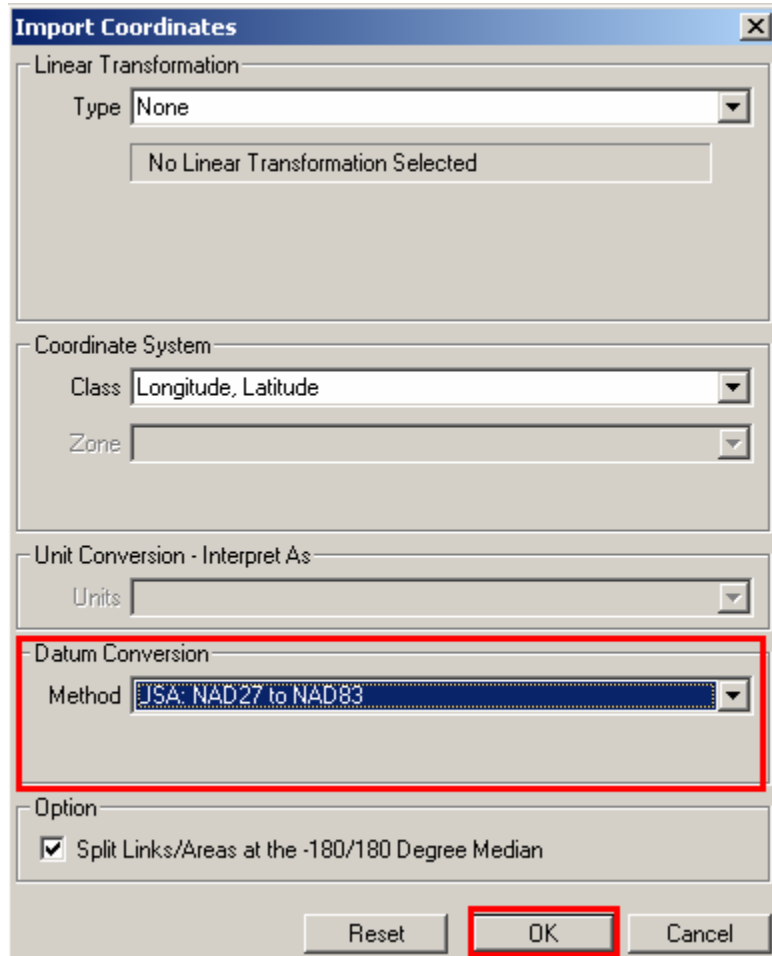 Import Coordinates
Linear Transformation
Type None
No Linear Transformation Selected
Coordinate System
Class Longitude, Latitude
Zone
Unit Conversion - Interpret As
Units
Datum Conversion
Method USA: NAD27 to NAD83
Option
Split Links/Areas at the -180/180 Degree Median
Reset OK Cancel